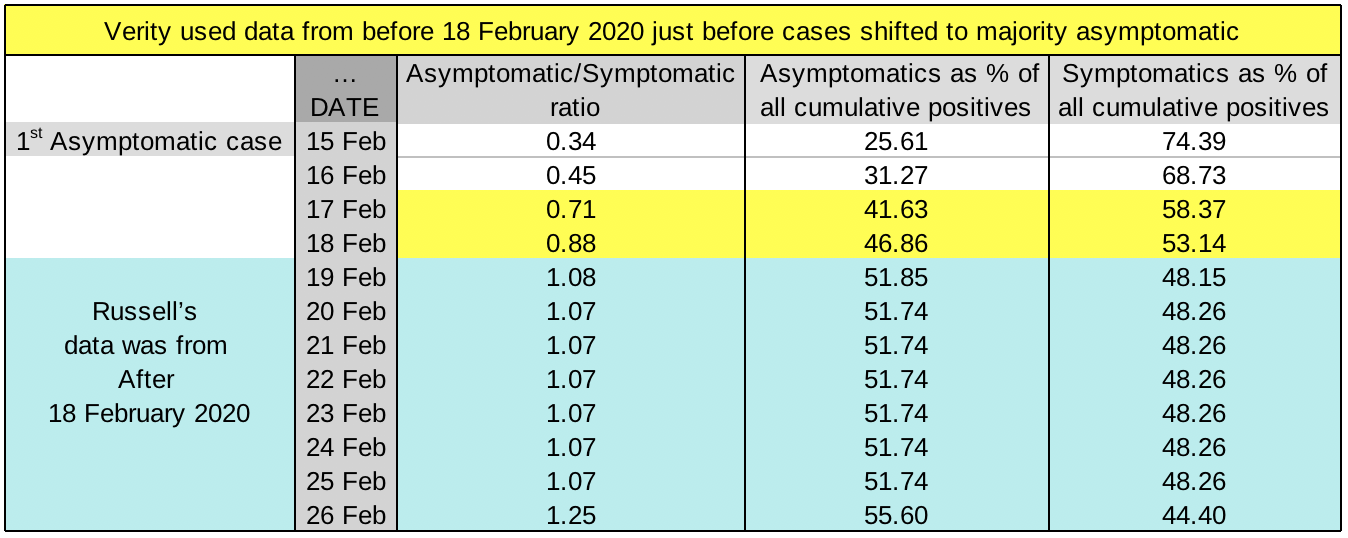 Verity used data from before 18 February 2020 just before cases shifted to majority asymptomatic
… Asymptomatic/Symptomatic Asymptomatics as % of Symptomatics as % of
DATE ratio all cumulative positives all cumulative positives
1st Asymptomatic case 15 Feb 0.34 25.61 74.39
16 Feb 0.45 31.27 68.73
17 Feb 0.71 41.63 58.37
18 Feb 0.88 46.86 53.14
19 Feb 1.08 51.85 48.15
Russell’s 20 Feb 1.07 51.74 48.26
data was from 21 Feb 1.07 51.74 48.26
After 22 Feb 1.07 51.74 48.26
18 February 2020 23 Feb 1.07 51.74 48.26
24 Feb 1.07 51.74 48.26
25 Feb 1.07 51.74 48.26
26 Feb 1.25 55.60 44.40